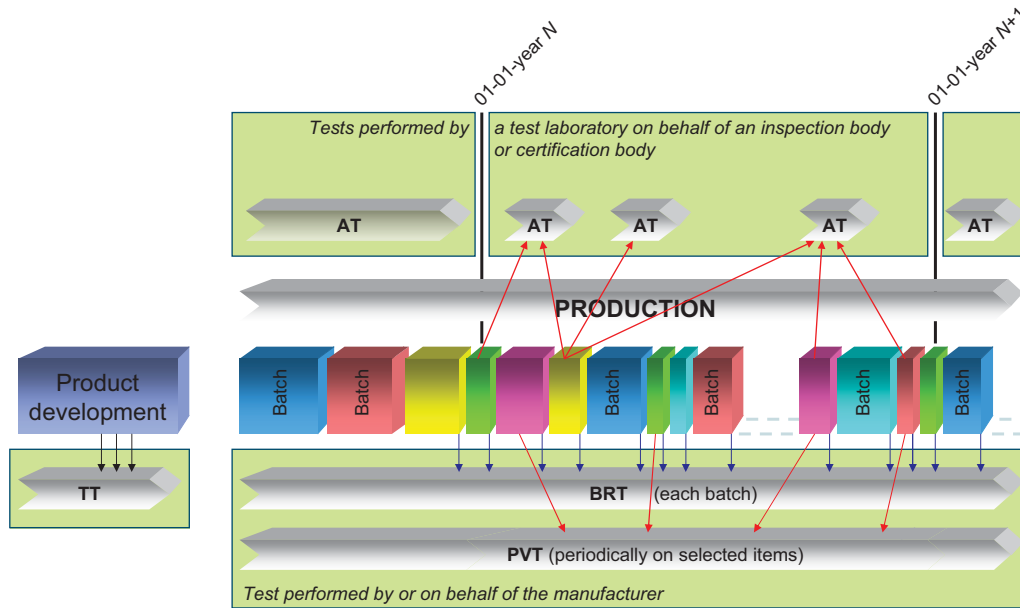 01-01-year N
01-01-year N+1
Tests performed by
a test laboratory on behalf of an inspection body
or certification body
AT
AT
AT
AT
AT
PRODUCTION
Product
development
Batch
Batch
Batch
Batch
Batch
Batch
TT
BRT (each batch)
PVT (periodically on selected items)
Test performed by or on behalf of the manufacturer